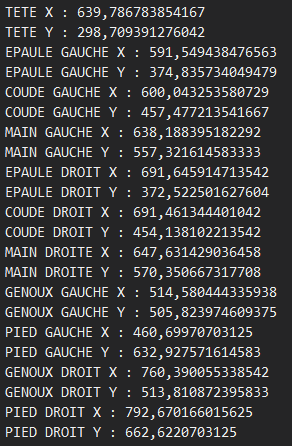 TETE X : 639,786783854167
TETE Y : 298,709391276042
EPAULE GAUCHE X : 591,549438476563
EPAULE GAUCHE Y : 374,835734049479
COUDE GAUCHE X : 600,043253580729
COUDE GAUCHE Y : 457,477213541667
MAIN GAUCHE X : 638,188395182292
MAIN GAUCHE Y : 557,321614583333
EPAULE DROIT X : 691,645914713542
EPAULE DROIT Y : 372,522501627604
COUDE DROIT X : 691,461344401042
COUDE DROIT Y : 454,138102213542
MAIN DROITE X : 647,631429036458
MAIN DROITE Y : 570,350667317708
GENOUX GAUCHE X : 514,580444335938
GENOUX GAUCHE Y : 505,823974609375
PIED GAUCHE X : 460,69970703125
PIED GAUCHE Y : 632,927571614583
GENOUX DROIT X : 760,390055338542
GENOUX DROIT Y : 513,810872395833
PIED DROIT X : 792,670166015625
PIED DROIT Y : 662,6220703125